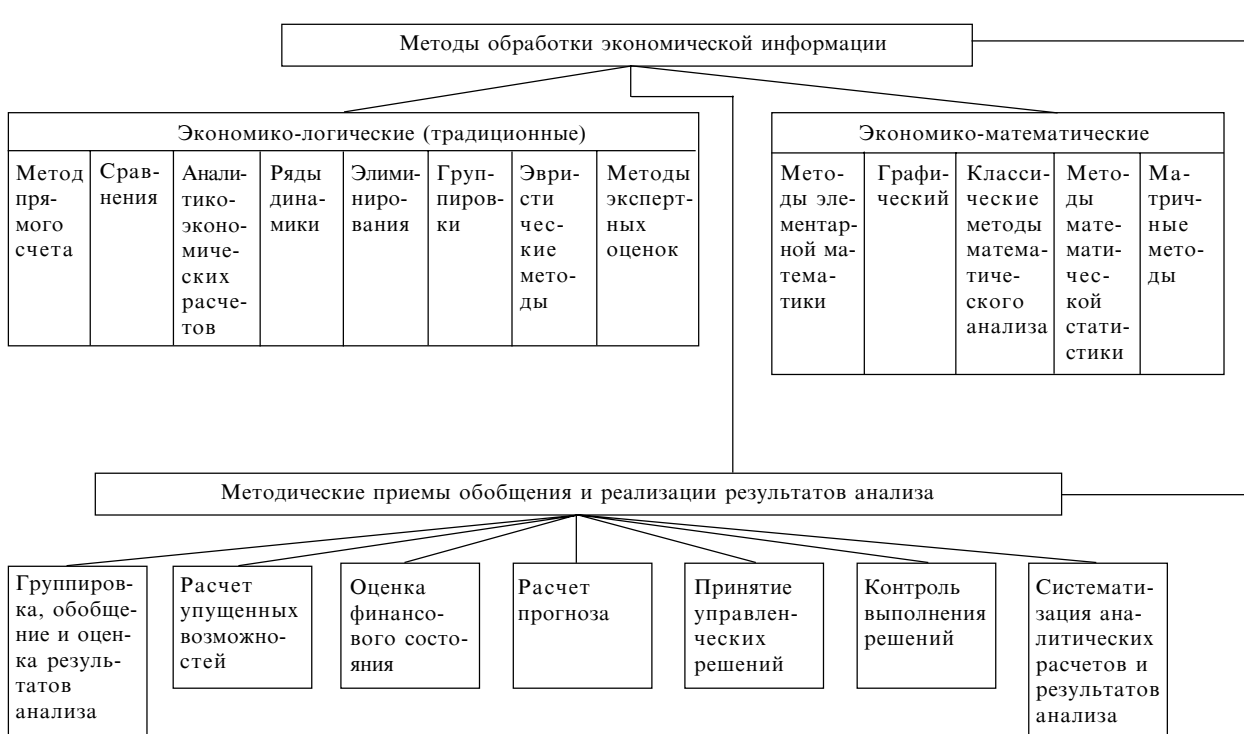 Методы обработки экономической информации
Экономико-логические (традиционные)
Метод
пря-
мого
счета
Срав-
нения
Анали-
тико-
эконо-
миче-
ских
расче-
тов
Ряды
дина-
мики
Элими-
нирo-
вания
Груп-
пиров-
ки
Эври-
сти
чес-
кие
мето-
ды
Методы
эксперт-
ных
оценок
Экономико-математические
Мето-
ды эле-
ментар-
ной ма-
тема-
тики
Графи-
ческий
Класси-
ческие
методы
матема-
тиче-
ского
анализа
Мето-
ды
мате-
мати-
чес-
кой
стати-
стики
Ма-
трич-
ные
мето-
ды
Методические приемы обобщения и реализации результатов анализа
Группиров-
ка, обобще-
ние и оцен-
ка резуль-
татов
анализа
Расчет
упущенных
возможно-
стей
Оценка
финансо-
вого состо-
яния
Расчет
прогноза
Принятие
управлен-
ческих
решений
Контроль
выполнения
решений
Системати-
зация ана-
литических
расчетов и
результатов
анализа